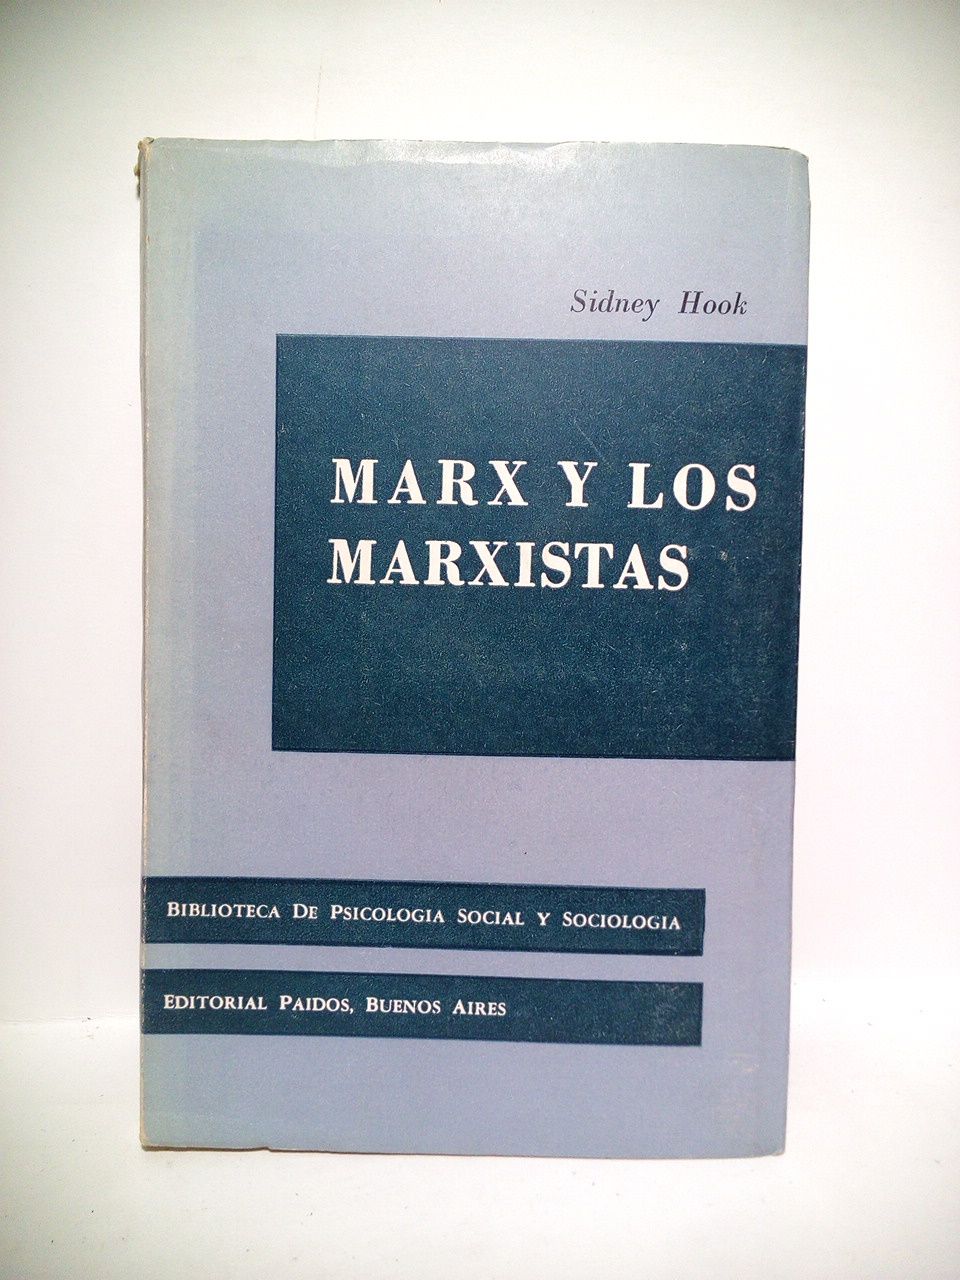 Sidney Hook
MARX Y LOS
MARXISTAS
BIBLIOTECA DE PSICOLOGIA SOCIAL Y SOCIOLOGIA
EDITORIAL PAIDOS, BUENOS AIRES